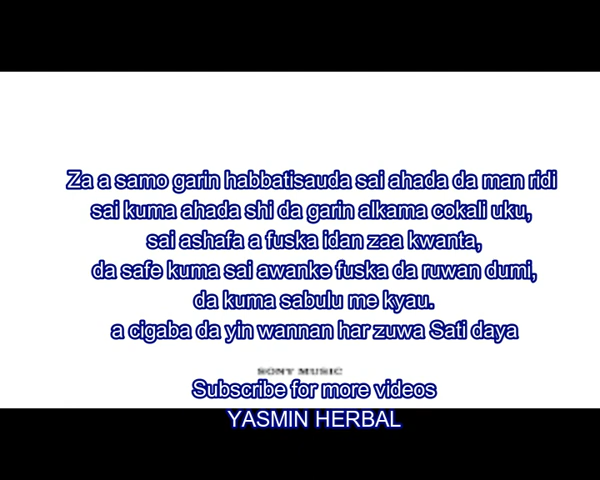 Za a samo garin habbatisauda sai ahada da man ridi
sai kuma ahada shi da garin alkama cokali uku,
sai ashafa a fuska idan zaa kwanta,
da safe kuma sai awanke fuska da ruwan dumi,
da kuma sabulu me kyau.
a cigaba da yin wannan har zuwa Sati daya
SONY MUSIC
Subscribe for more videos
YASMIN HERBAL